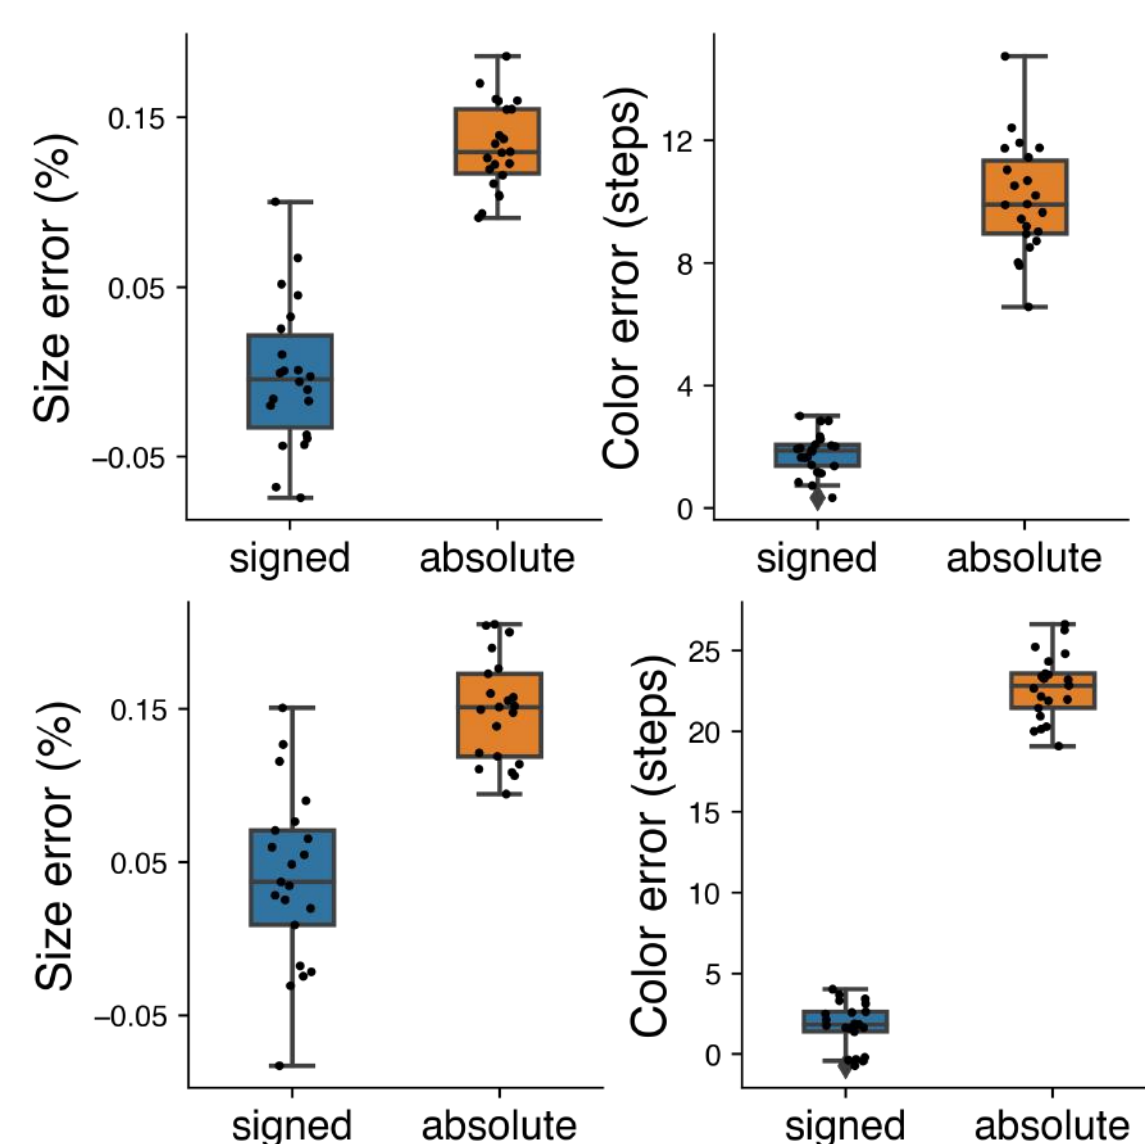 Size error (%)
0.15
0.05
−0.05
signed
absolute
Color error (steps)
12
8
4
0
signed
absolute
Size error (%)
0.15
0.05
−0.05
signed
absolute
Color error (steps)
25
20
15
10
5
0
signed
absolute